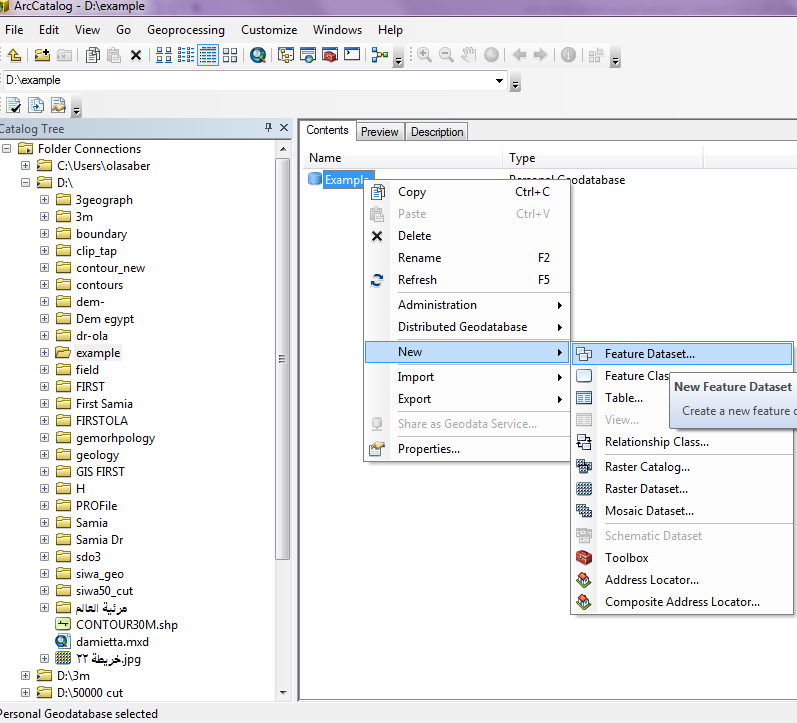 ArcCatalog - D:\example
File Edit View Go Geoprocessing Customize Windows Help
D:\example
Catalog Tree
Folder Connections
C:\Users\olasaber
D:\
3geograph
3m
boundary
clip_tap
contour_new
contours
dem-
Dem egypt
dr-ola
example
field
FIRST
First Samia
FIRSTOLA
gemorhpology
geology
GIS FIRST
H
PROFile
Samia
Samia Dr
sdo3
siwa_geo
siwa50_cut
مرئية العالم
CONTOUR30M.shp
damietta.mxd
خريطة ٢٢.jpg
D:\3m
D:\50000 cut
Contents Preview Description
Name Type
Example Personal Geodatabase
Copy Ctrl+C
Paste Ctrl+V
Delete
Rename F2
Refresh F5
Administration
Distributed Geodatabase
New
Import
Export
Share as Geodata Service...
Properties...
Feature Dataset...
Feature Clas
Table...
View...
Relationship Class...
Raster Catalog...
Raster Dataset...
Mosaic Dataset...
Schematic Dataset
Toolbox
Address Locator...
Composite Address Locator...
New Feature Dataset
Create a new feature
Personal Geodatabase selected